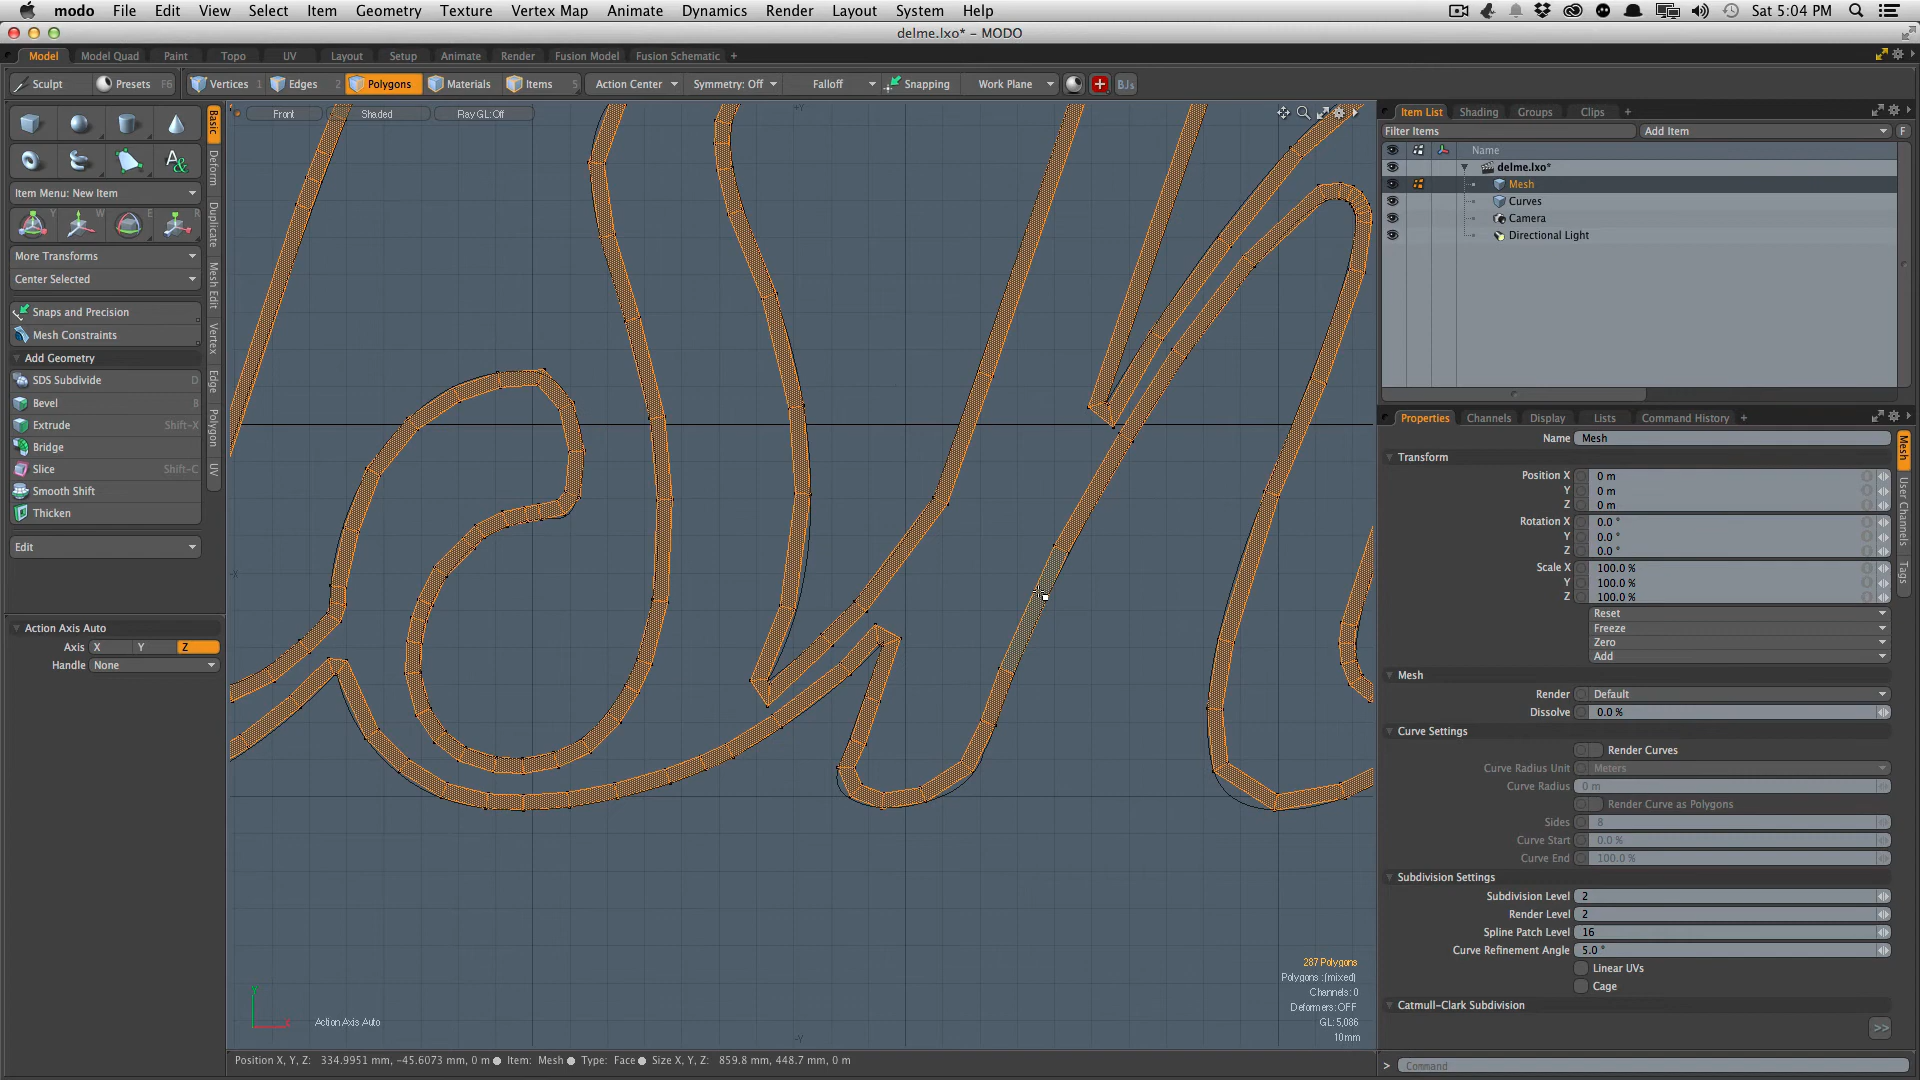 modo File Edit View Select Item Geometry Texture Vertex Map Animate Dynamics Render Layout System Help Sat 5:04 PM
delme.lxo* – MODO
Model Model Quad Paint Topo UV Layout Setup Animate Render Fusion Model Fusion Schematic +
Sculpt Presets F6 Vertices 1 Edges 2 Polygons Materials Items 5 Action Center Symmetry: Off Falloff Snapping Work Plane BJs
Front Shaded Ray GL: Off
Basic
Deform
Duplicate
Mesh Edit
Vertex
Edge
Polygon
UV
Item Menu: New Item
Y W E R
More Transforms
Center Selected
Snaps and Precision
Mesh Constraints
Add Geometry
SDS Subdivide D
Bevel B
Extrude Shift-X
Bridge
Slice Shift-C
Smooth Shift
Thicken
Edit
Action Axis Auto
Axis X Y Z
Handle None
+Y
-X
-Y
Y
X
Action Axis Auto
287 Polygons
Polygons : (mixed)
Channels: 0
Deformers: OFF
GL: 5,086
10mm
Position X, Y, Z: 334.9951 mm, -45.6073 mm, 0 m Item: Mesh Type: Face Size X, Y, Z: 859.8 mm, 448.7 mm, 0 m
Item List Shading Groups Clips +
Filter Items Add Item F
Name
delme.lxo*
Mesh
Curves
Camera
Directional Light
Properties Channels Display Lists Command History +
Name Mesh
Transform
Position X 0 m
Y 0 m
Z 0 m
Rotation X 0.0 °
Y 0.0 °
Z 0.0 °
Scale X 100.0 %
Y 100.0 %
Z 100.0 %
Reset
Freeze
Zero
Add
Mesh
Render Default
Dissolve 0.0 %
Curve Settings
Render Curves
Curve Radius Unit Meters
Curve Radius 0 m
Render Curve as Polygons
Sides 8
Curve Start 0.0 %
Curve End 100.0 %
Subdivision Settings
Subdivision Level 2
Render Level 2
Spline Patch Level 16
Curve Refinement Angle 5.0 °
Linear UVs
Cage
Catmull-Clark Subdivision
>>
Mesh
User Channels
Tags
> Command